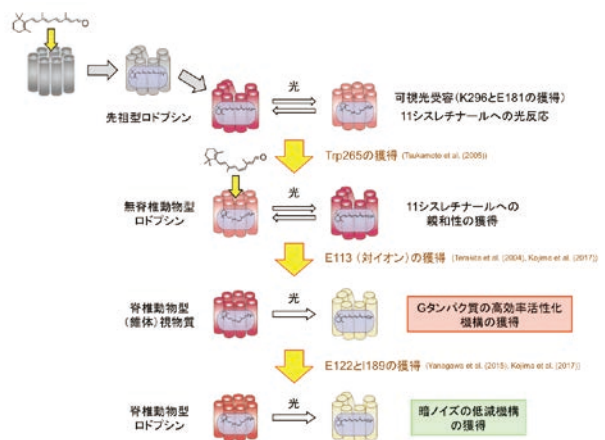 光
可視光受容(K296とE181の獲得)
11シスレチナールへの光反応
先祖型ロドプシン
Trp265の獲得 (Tsukamoto et al. (2005))
光
無脊椎動物型
ロドプシン
11シスレチナールへの
親和性の獲得
E113 (対イオン) の獲得 (Terakita et al. (2004), Kojima et al. (2017))
光
脊椎動物型
(錐体) 視物質
Gタンパク質の高効率活性化
機構の獲得
E122とI189の獲得 (Yanagawa et al. (2015), Kojima et al. (2017))
光
脊椎動物型
ロドプシン
暗ノイズの低減機構
の獲得